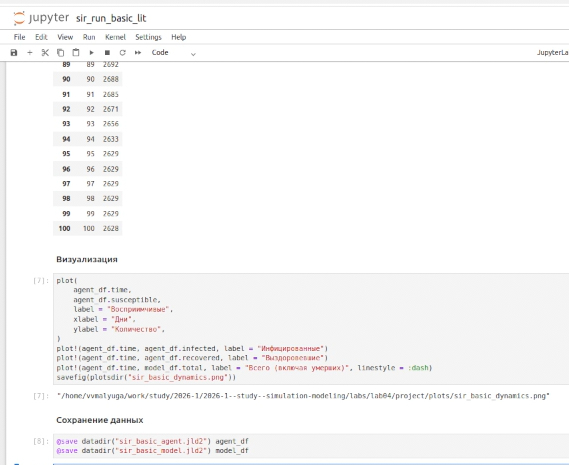 jupyter sir_run_basic_lit
File Edit View Run Kernel Settings Help
Code JupyterLa
89 89 2692
90 90 2688
91 91 2685
92 92 2671
93 93 2656
94 94 2633
95 95 2629
96 96 2629
97 97 2629
98 98 2629
99 99 2629
100 100 2628
Визуализация
[7]: plot(
agent_df.time,
agent_df.susceptible,
label = "Восприимчивые",
xlabel = "Дни",
ylabel = "Количество",
)
plot!(agent_df.time, agent_df.infected, label = "Инфицированные")
plot!(agent_df.time, agent_df.recovered, label = "Выздоровевшие")
plot!(agent_df.time, model_df.total, label = "Всего (включая умерших)", linestyle = :dash)
savefig(plotsdir("sir_basic_dynamics.png"))
[7]: "/home/vvmalyuga/work/study/2026-1/2026-1--study--simulation-modeling/labs/lab04/project/plots/sir_basic_dynamics.png"
Сохранение данных
[8]: @save datadir("sir_basic_agent.jld2") agent_df
@save datadir("sir_basic_model.jld2") model_df